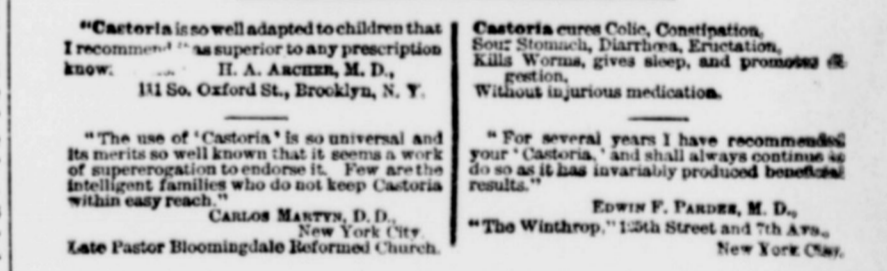 "Castoria is so well adapted to children that
I recommend it as superior to any prescription
know. H. A. ARCHER, M. D.,
111 So. Oxford St., Brooklyn, N. Y.
"The use of 'Castoria' is so universal and
its merits so well known that it seems a work
of supererogation to endorse it. Few are the
intelligent families who do not keep Castoria
within easy reach."
CARLOS MARTYN, D. D.,
New York City.
Late Pastor Bloomingdale Reformed Church.
Castoria cures Colic, Constipation,
Sour Stomach, Diarrhœa, Eructation,
Kills Worms, gives sleep, and promotes
gestion,
Without injurious medication.
"For several years I have recommended
your 'Castoria,' and shall always continue to
do so as it has invariably produced beneficial
results."
EDWIN F. PARDEE, M. D.,
"The Winthrop," 125th Street and 7th Ave.,
New York City.